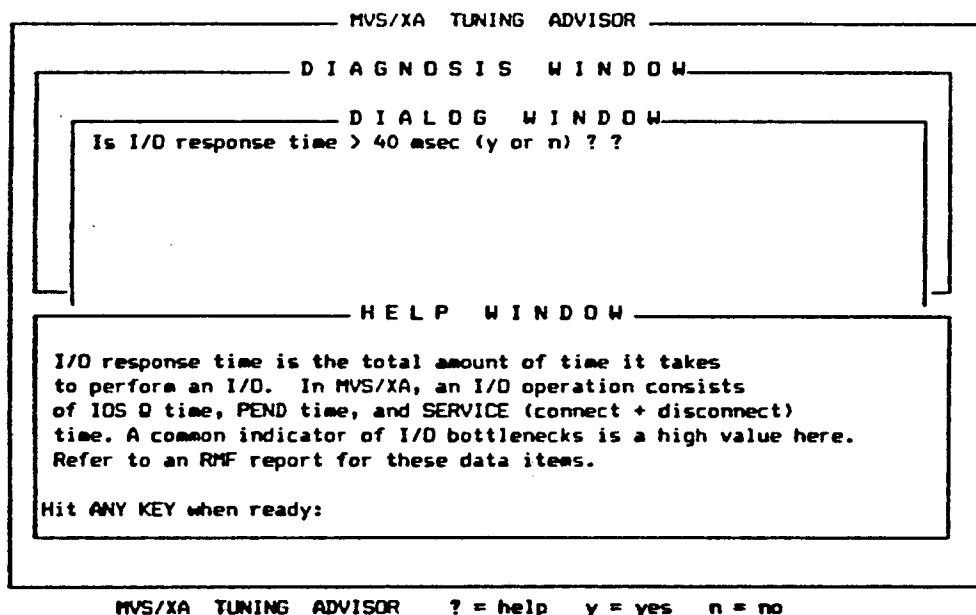 MVS/XA TUNING ADVISOR
DIAGNOSIS WINDOW
DIALOG WINDOW
Is I/O response time > 40 msec (y or n) ? ?
HELP WINDOW
I/O response time is the total amount of time it takes
to perform an I/O. In MVS/XA, an I/O operation consists
of IOS Q time, PEND time, and SERVICE (connect + disconnect)
time. A common indicator of I/O bottlenecks is a high value here.
Refer to an RMF report for these data items.
Hit ANY KEY when ready:
MVS/XA TUNING ADVISOR ? = help y = yes n = no